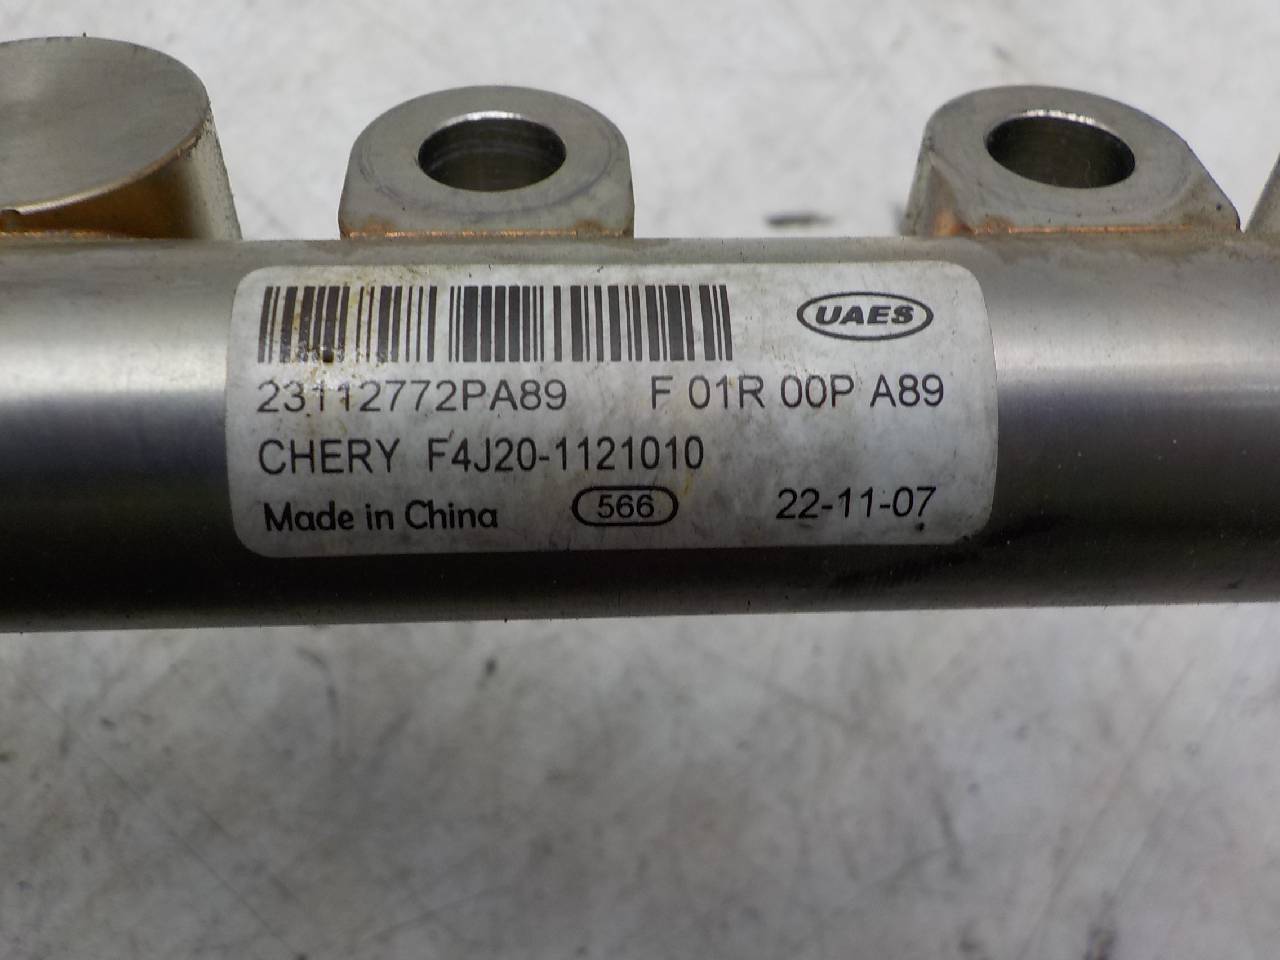 UAES
23112772PA89 F 01R 00P A89
CHERY F4J20-1121010
Made in China 566 22-11-07